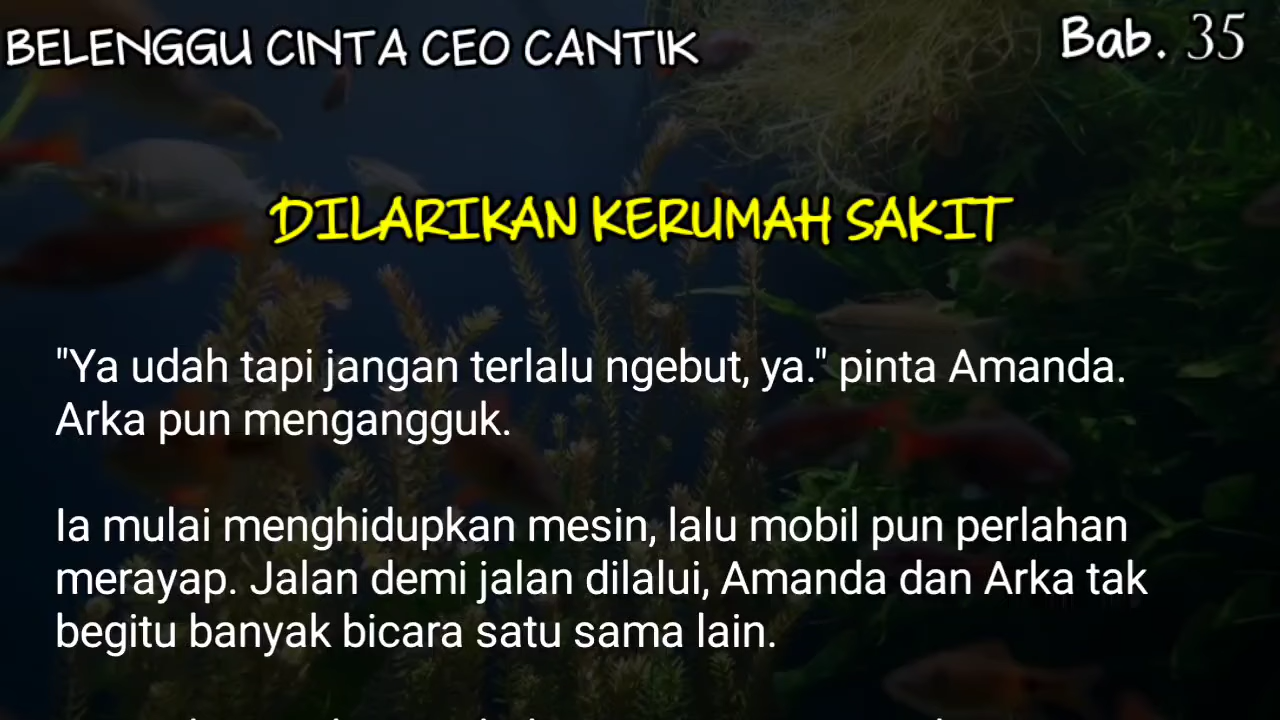 BELENGGU CINTA CEO CANTIK
Bab. 35
DILARIKAN KERUMAH SAKIT
"Ya udah tapi jangan terlalu ngebut, ya." pinta Amanda.
Arka pun mengangguk.
Ia mulai menghidupkan mesin, lalu mobil pun perlahan
merayap. Jalan demi jalan dilalui, Amanda dan Arka tak
begitu banyak bicara satu sama lain.